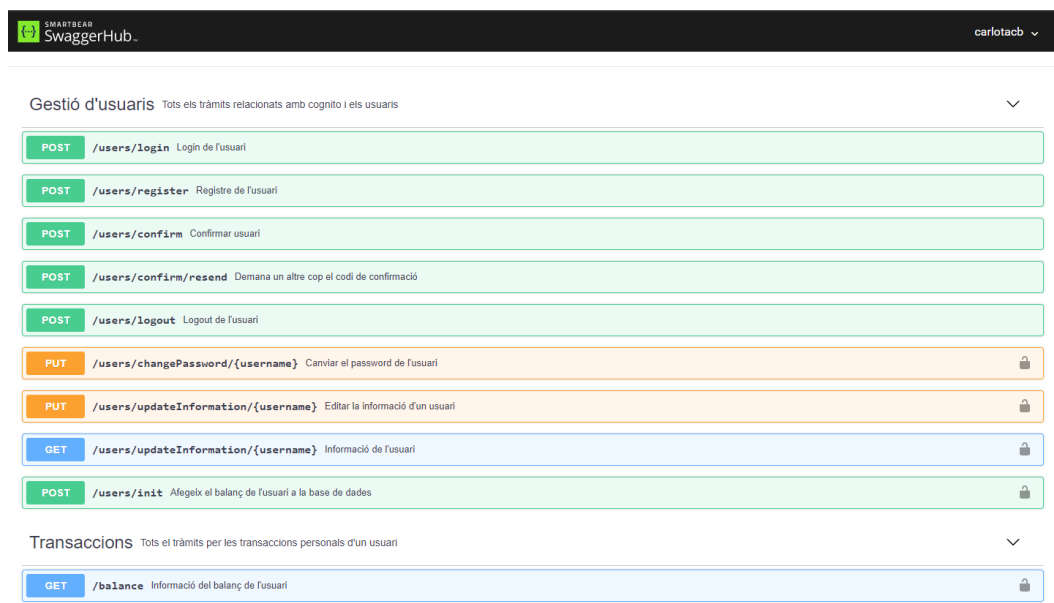 SMARTBEAR
SwaggerHub™ carlotacb
Gestió d'usuaris Tots els tràmits relacionats amb cognito i els usuaris
POST /users/login Login de l'usuari
POST /users/register Registre de l'usuari
POST /users/confirm Confirmar usuari
POST /users/confirm/resend Demana un altre cop el codi de confirmació
POST /users/logout Logout de l'usuari
PUT /users/changePassword/{username} Canviar el password de l'usuari
PUT /users/updateInformation/{username} Editar la informació d'un usuari
GET /users/updateInformation/{username} Informació de l'usuari
POST /users/init Afegeix el balanç de l'usuari a la base de dades
Transaccions Tots el tràmits per les transaccions personals d'un usuari
GET /balance Informació del balanç de l'usuari